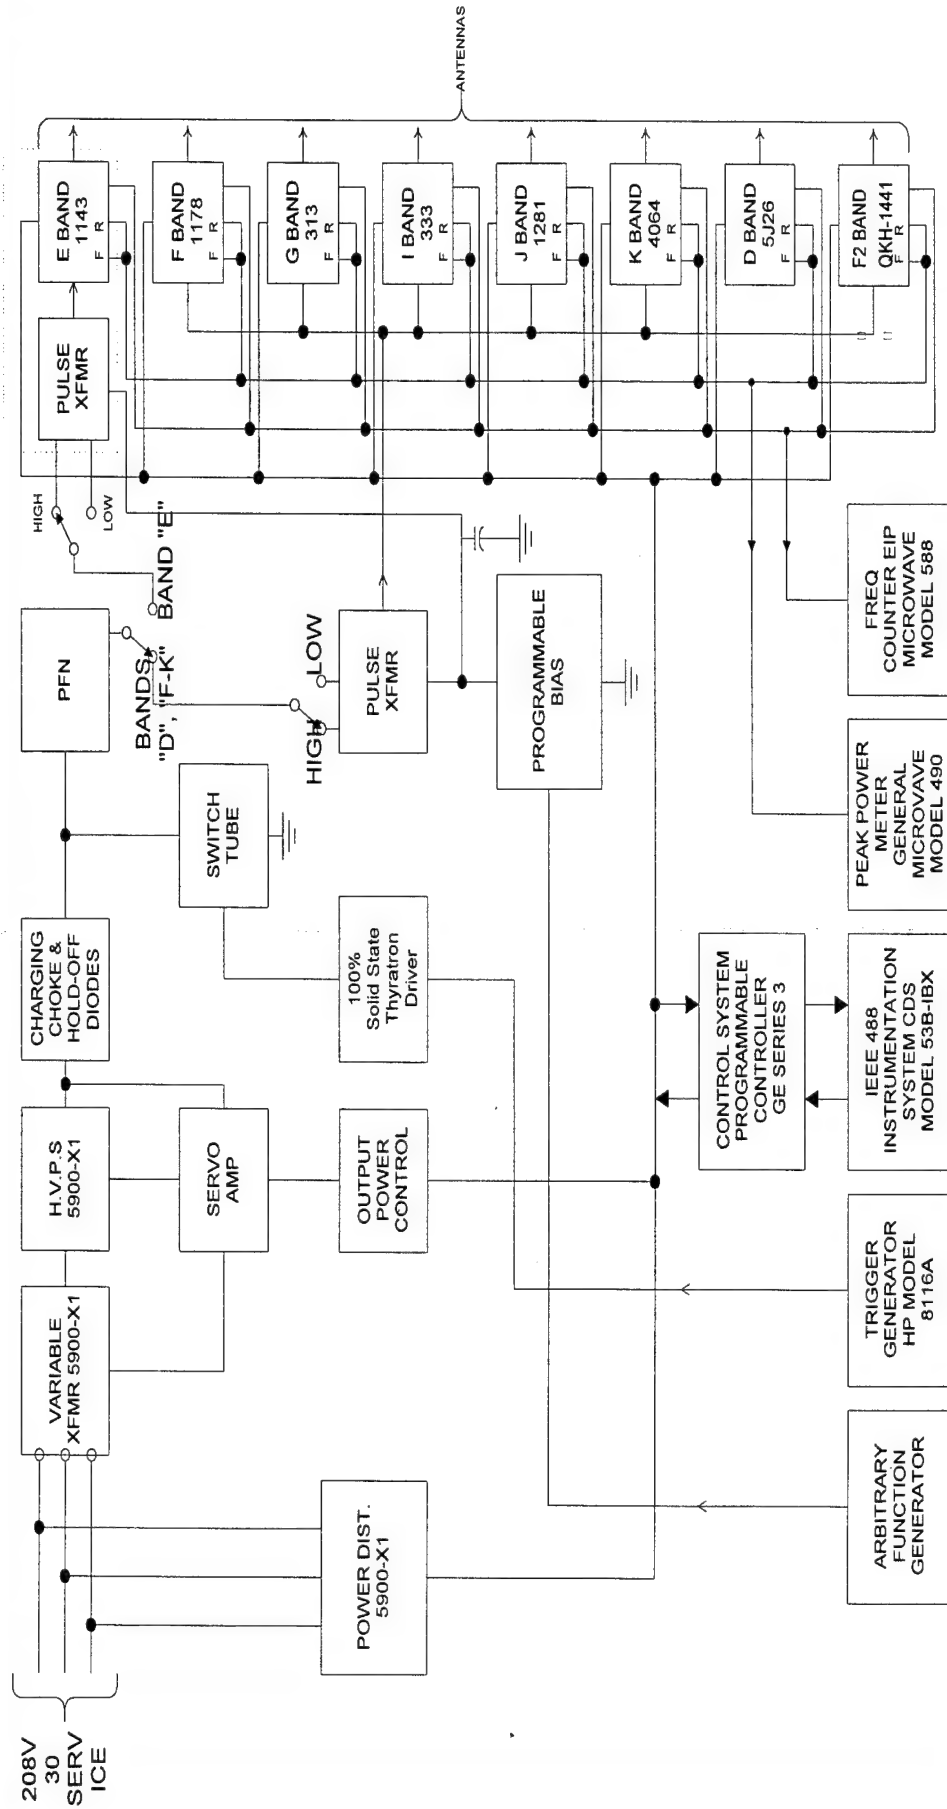 208V
30
SERV
ICE
VARIABLE
XFMR 5900-X1
H.V.P.S
5900-X1
CHARGING
CHOKE &
HOLD-OFF
DIODES
PFN
HIGH
LOW
PULSE
XFMR
E BAND
1143
F R
POWER DIST.
5900-X1
SERVO
AMP
SWITCH
TUBE
BANDS
"D", "F-K"
BAND "E"
F BAND
1178
F R
OUTPUT
POWER
CONTROL
100%
Solid State
Thyratron
Driver
HIGH
LOW
PULSE
XFMR
G BAND
313
F R
I BAND
333
F R
ANTENNAS
PROGRAMMABLE
BIAS
J BAND
1281
F R
K BAND
4064
F R
CONTROL SYSTEM
PROGRAMMABLE
CONTROLLER
GE SERIES 3
D BAND
5J26
F R
F2 BAND
QKH-1441
F R
ARBITRARY
FUNCTION
GENERATOR
TRIGGER
GENERATOR
HP MODEL
8116A
IEEE 488
INSTRUMENTATION
SYSTEM CDS
MODEL 53B-IBX
PEAK POWER
METER
GENERAL
MICROVAVE
MODEL 490
FREQ
COUNTER EIP
MICROWAVE
MODEL 588